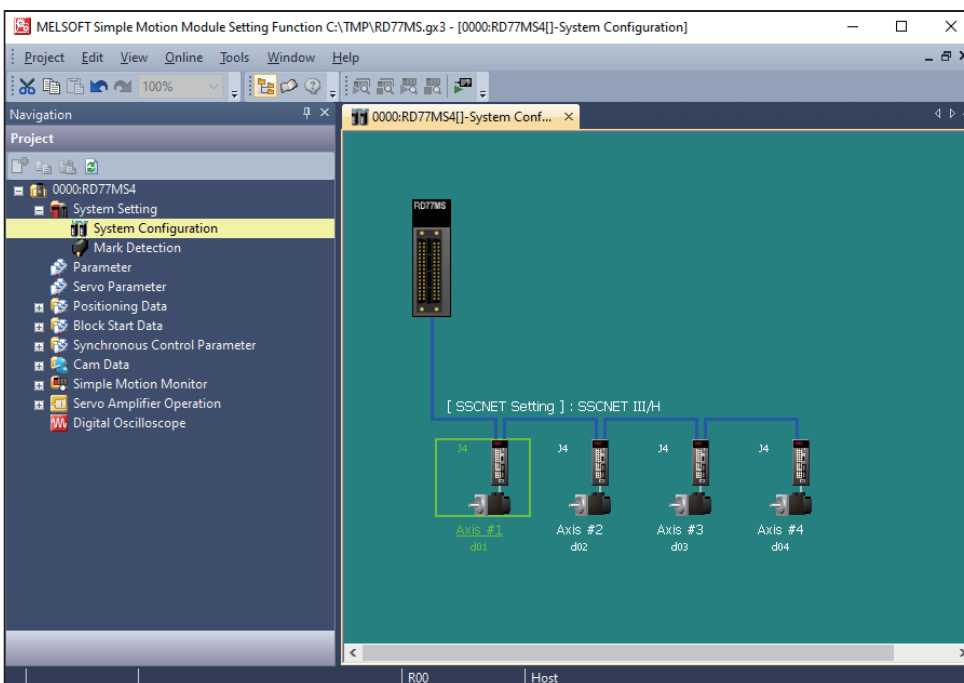 MELSOFT Simple Motion Module Setting Function C:\TMP\RD77MS.gx3 - [0000:RD77MS4[]-System Configuration]
Project Edit View Online Tools Window Help
100%
Navigation
0000:RD77MS4[]-System Conf...
Project
0000:RD77MS4
System Setting
System Configuration
Mark Detection
Parameter
Servo Parameter
Positioning Data
Block Start Data
Synchronous Control Parameter
Cam Data
Simple Motion Monitor
Servo Amplifier Operation
Digital Oscilloscope
RD77MS
[ SSCNET Setting ] : SSCNET III/H
J4 J4 J4 J4
Axis #1 Axis #2 Axis #3 Axis #4
d01 d02 d03 d04
R00 Host